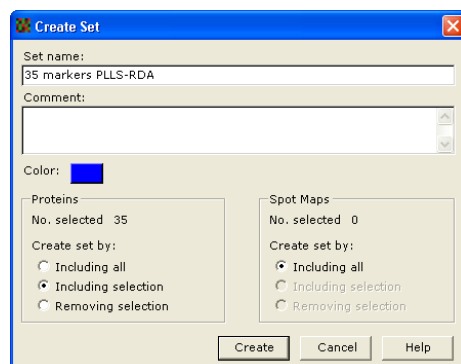 Create Set
Set name:
35 markers PLLS-RDA
Comment:
Color:
Proteins
No. selected 35
Create set by:
Including all
Including selection
Removing selection
Spot Maps
No. selected 0
Create set by:
Including all
Including selection
Removing selection
Create Cancel Help